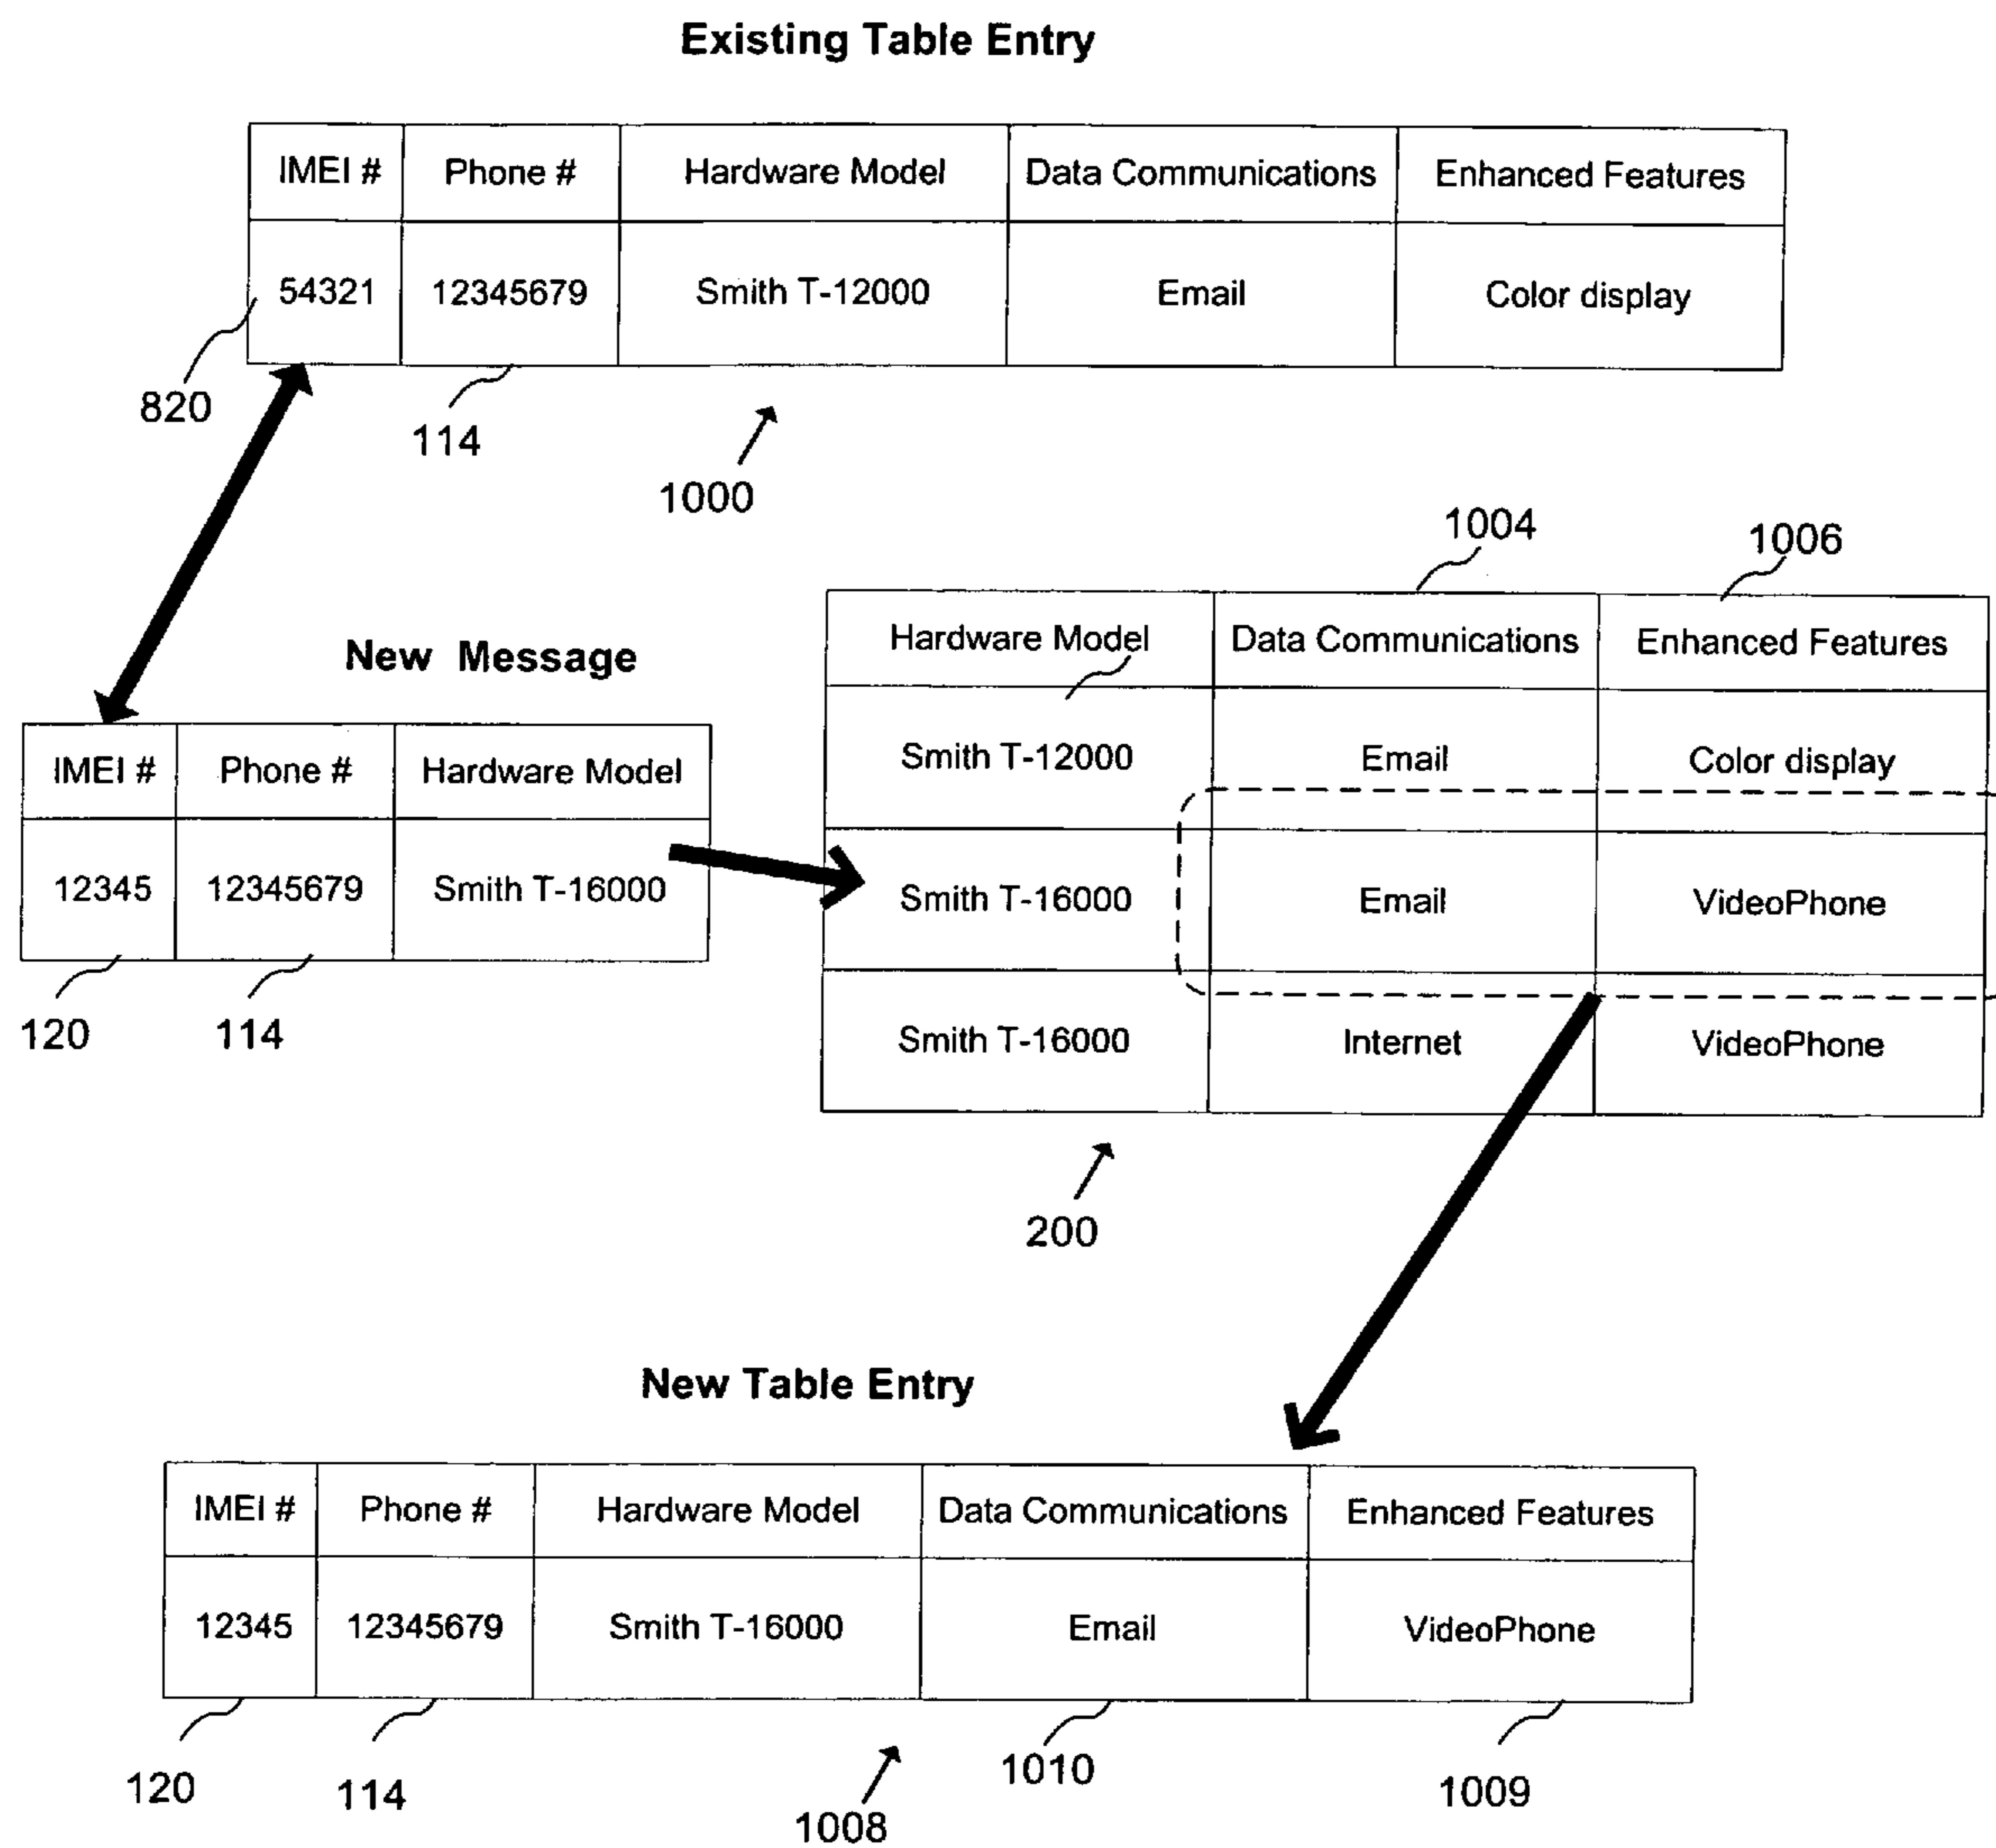 Existing Table Entry
IMEI # Phone # Hardware Model Data Communications Enhanced Features
54321 12345679 Smith T-12000 Email Color display
820
114
1000
1004
1006
New Message
IMEI # Phone # Hardware Model
12345 12345679 Smith T-16000
120
114
Hardware Model Data Communications Enhanced Features
Smith T-12000 Email Color display
Smith T-16000 Email VideoPhone
Smith T-16000 Internet VideoPhone
200
New Table Entry
IMEI # Phone # Hardware Model Data Communications Enhanced Features
12345 12345679 Smith T-16000 Email VideoPhone
120
114
1008
1010
1009